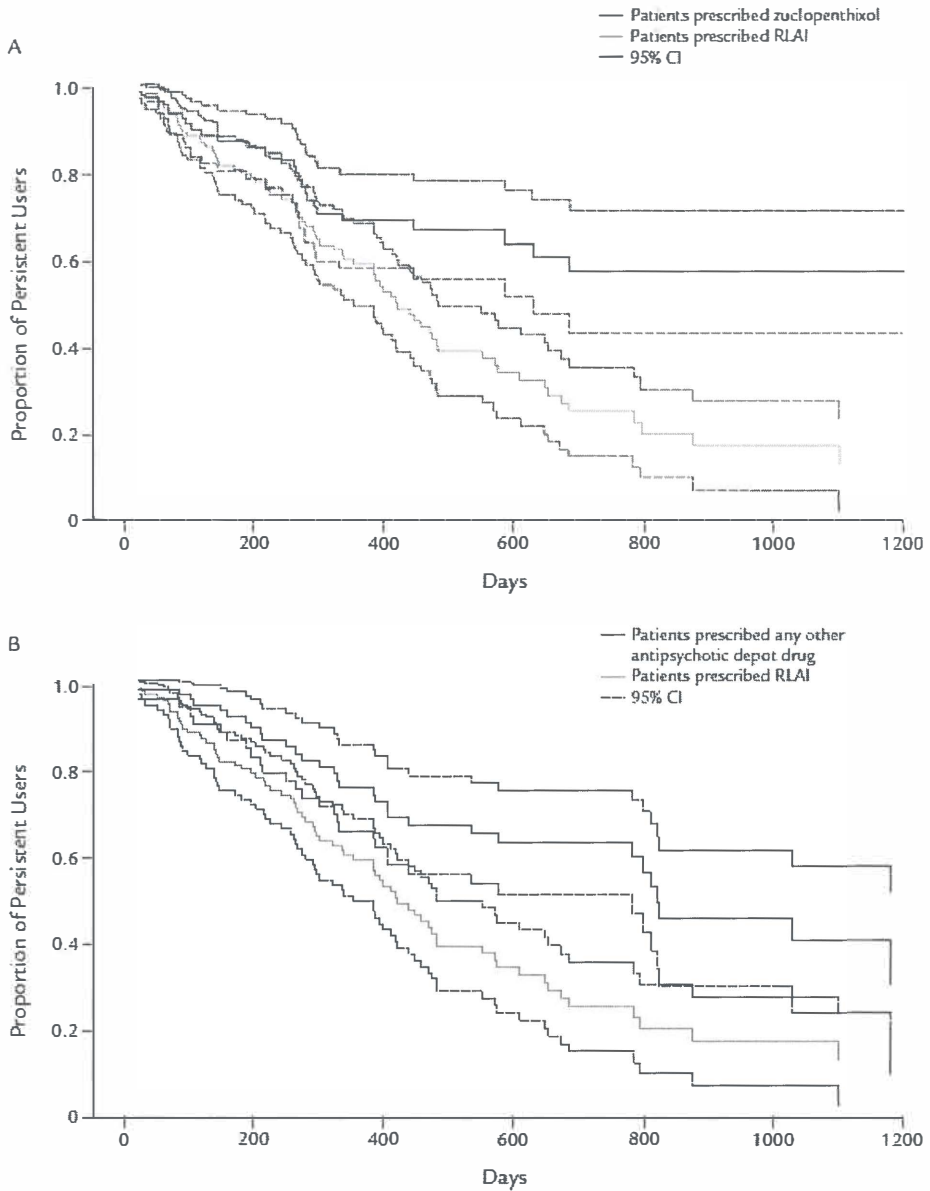 Patients prescribed zuclopenthixol
Patients prescribed RLAI
95% CI
A
1.0
0.8
0.6
0.4
0.2
0
Proportion of Persistent Users
0 200 400 600 800 1000 1200
Days
B
Patients prescribed any other
antipsychotic depot drug
Patients prescribed RLAI
95% CI
1.0
0.8
0.6
0.4
0.2
0
Proportion of Persistent Users
0 200 400 600 800 1000 1200
Days